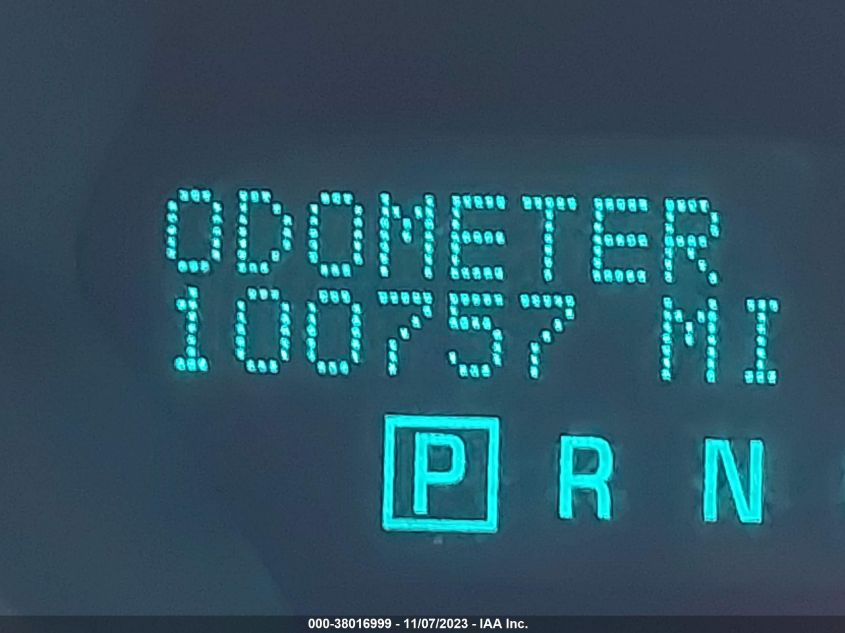 ODOMETER
100757 MI
P R N
000-38016999 - 11/07/2023 - IAA Inc.